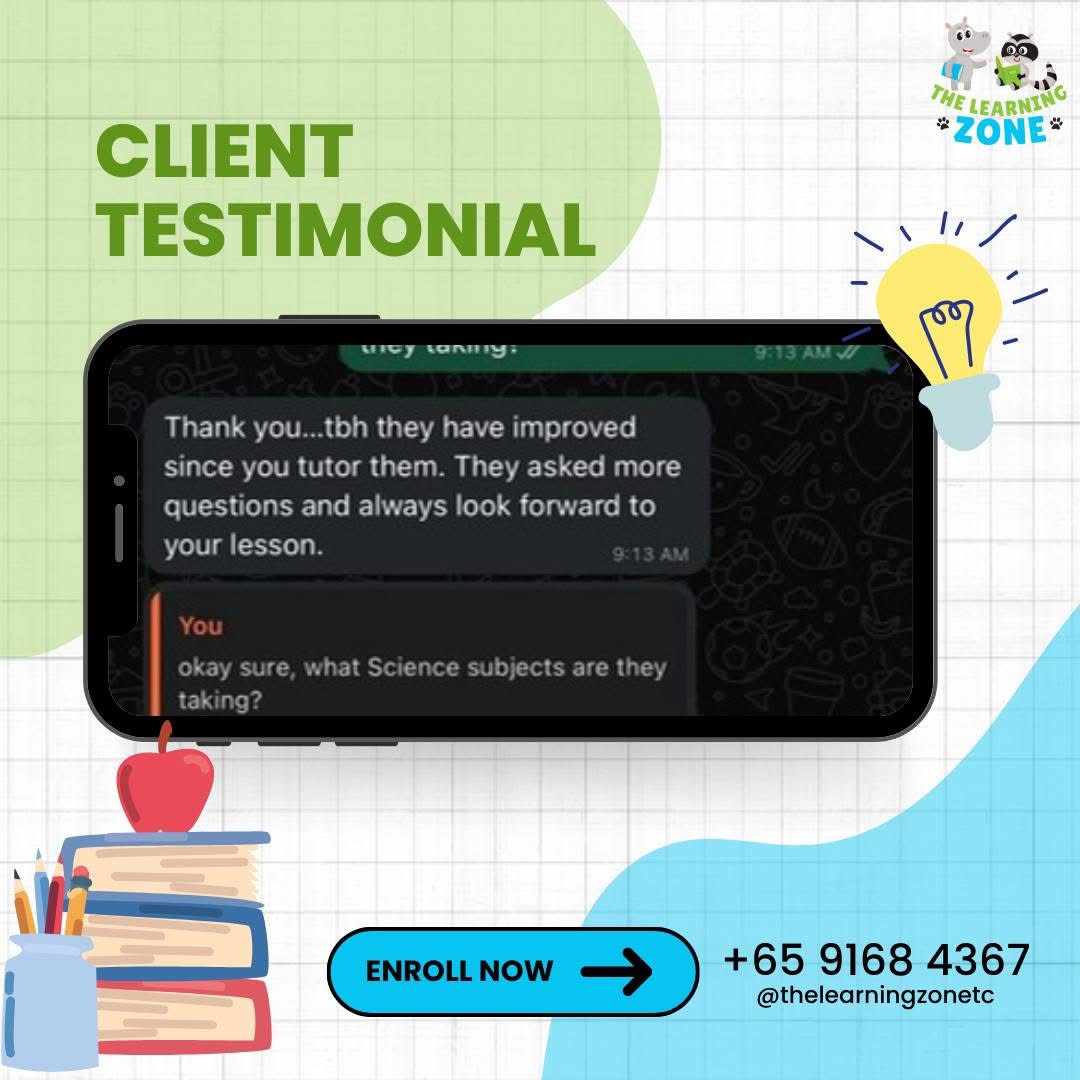 THE LEARNING
ZONE
CLIENT
TESTIMONIAL
they taking?
9:13 AM
Thank you...tbh they have improved
since you tutor them. They asked more
questions and always look forward to
your lesson.
9:13 AM
You
okay sure, what Science subjects are they
taking?
ENROLL NOW
+65 9168 4367
@thelearningzonetc